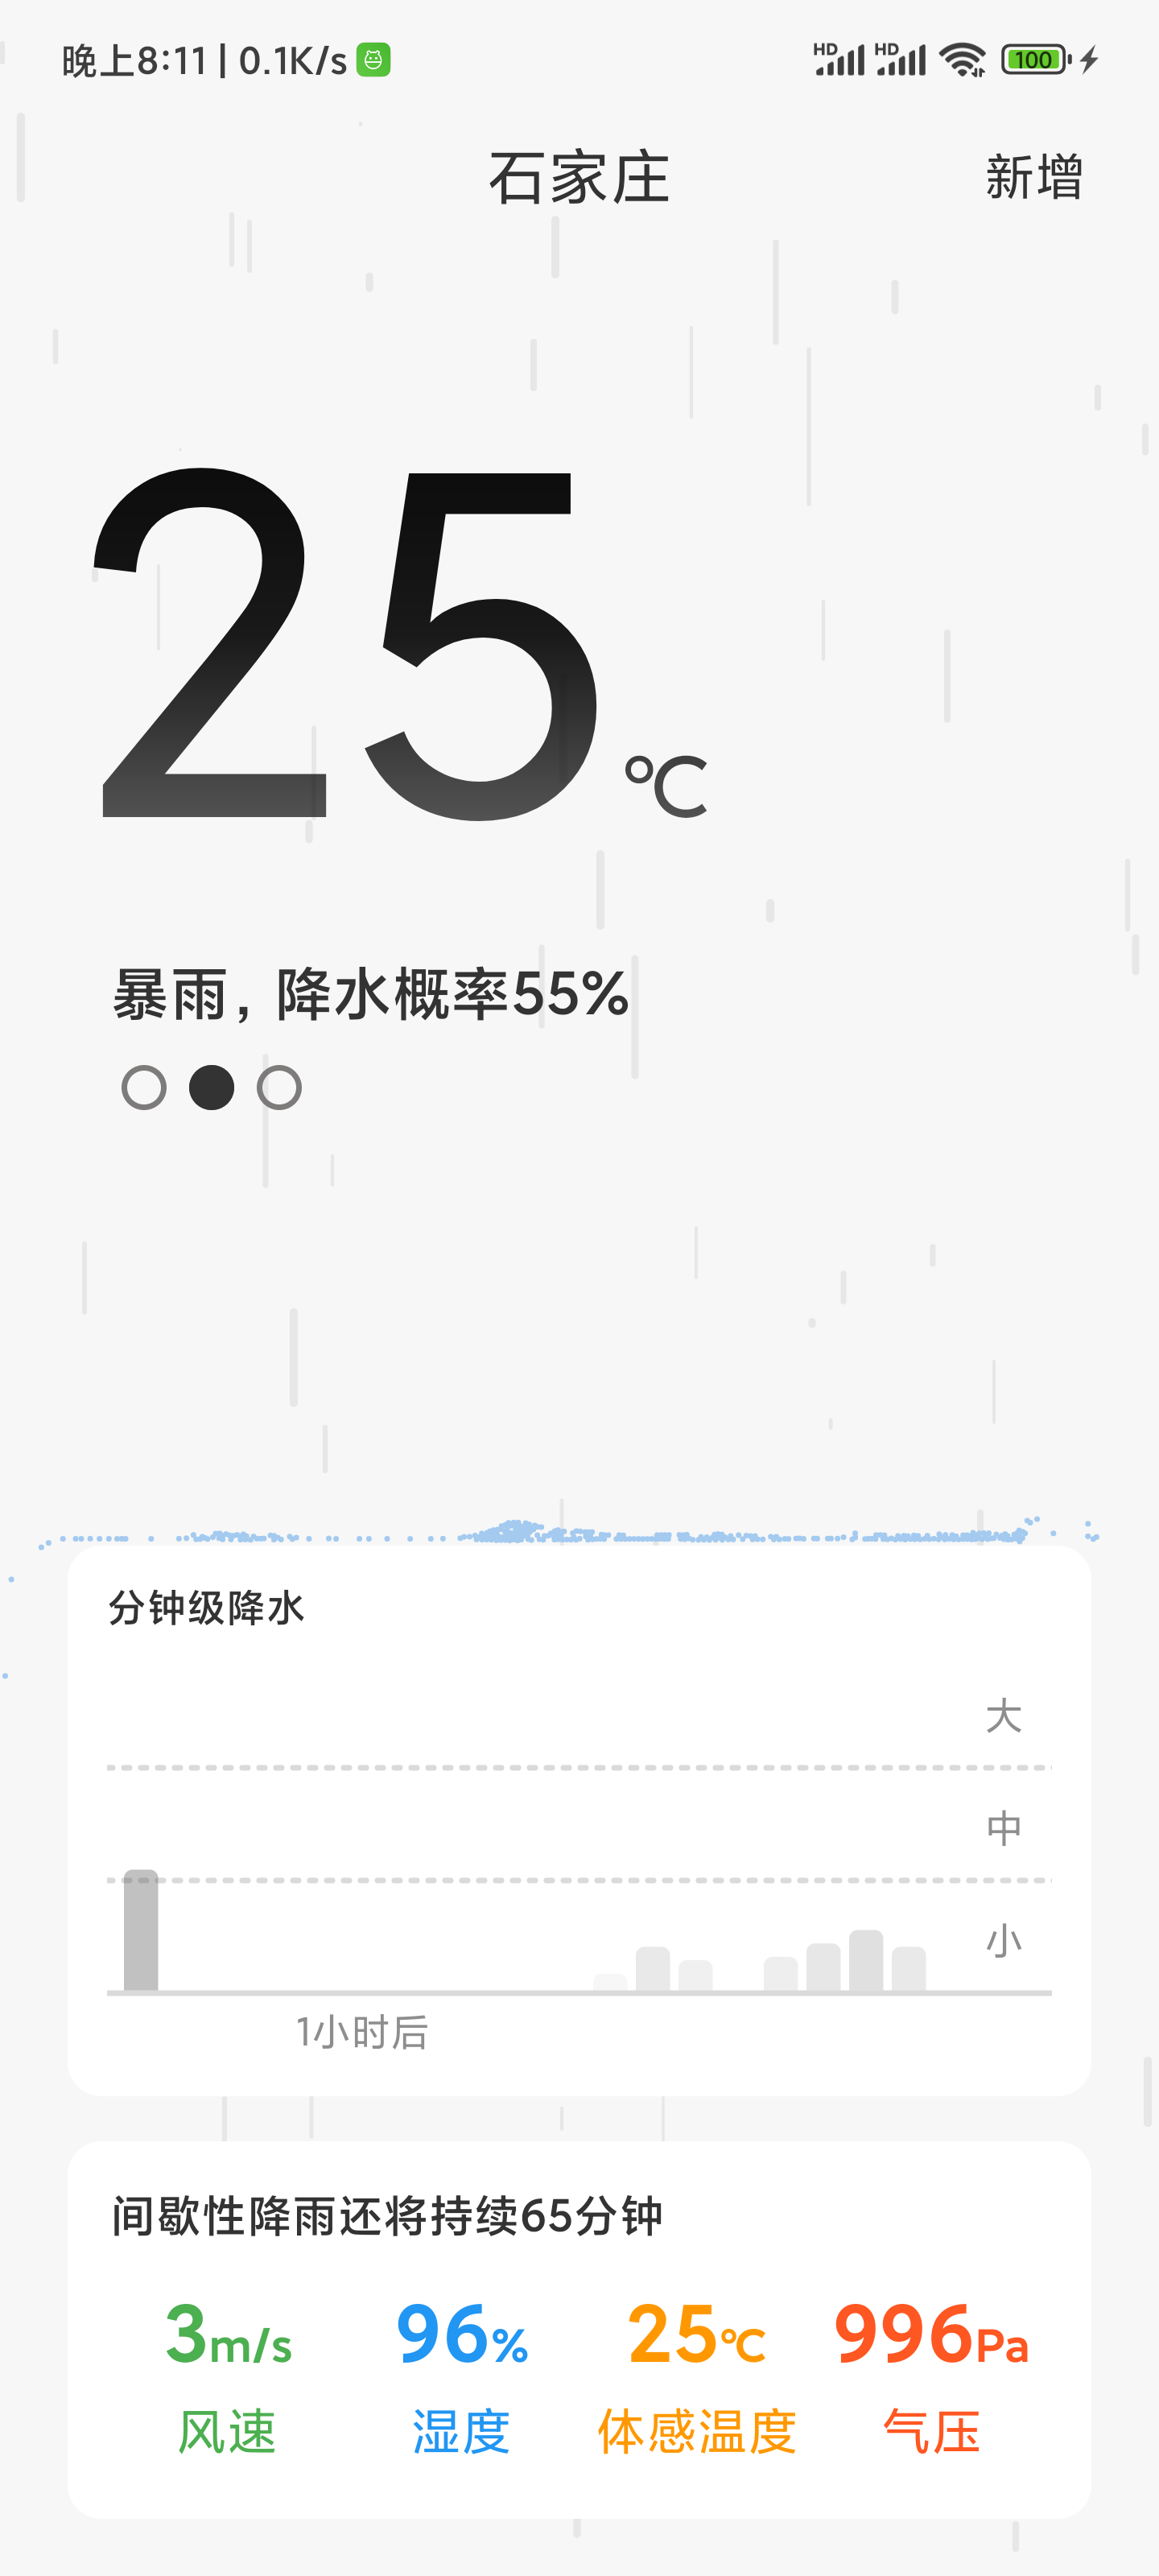 晚上8:11 | 0.1K/s HD HD 100
石家庄 新增
25℃
暴雨, 降水概率55%
分钟级降水
大
中
小
1小时后
间歇性降雨还将持续65分钟
3m/s 96% 25℃ 996Pa
风速 湿度 体感温度 气压